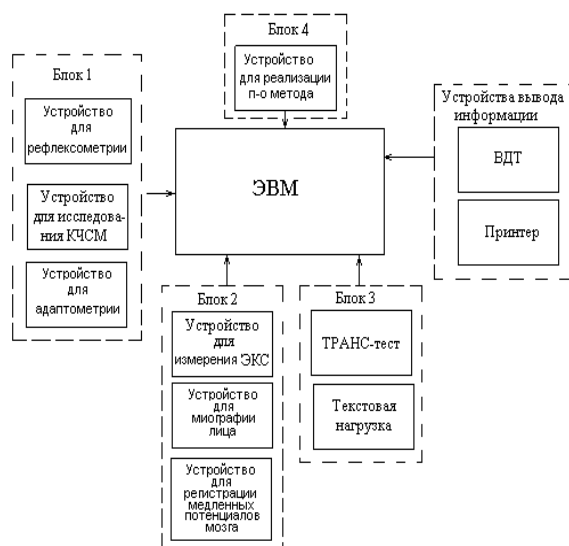 Блок 1
Устройство
для
рефлексометрии
Устройство
для исследова-
ния КЧСМ
Устройство
для
адаптометрии
Блок 4
Устройство
для реализации
п-о метода
ЭВМ
Устройства вывода
информации
ВДТ
Принтер
Блок 2
Устройство
для
измерения ЭКС
Устройство
для
миографии
лица
Устройство
для
регистрации
медленных
потенциалов
мозга
Блок 3
ТРАНС-тест
Текстовая
нагрузка